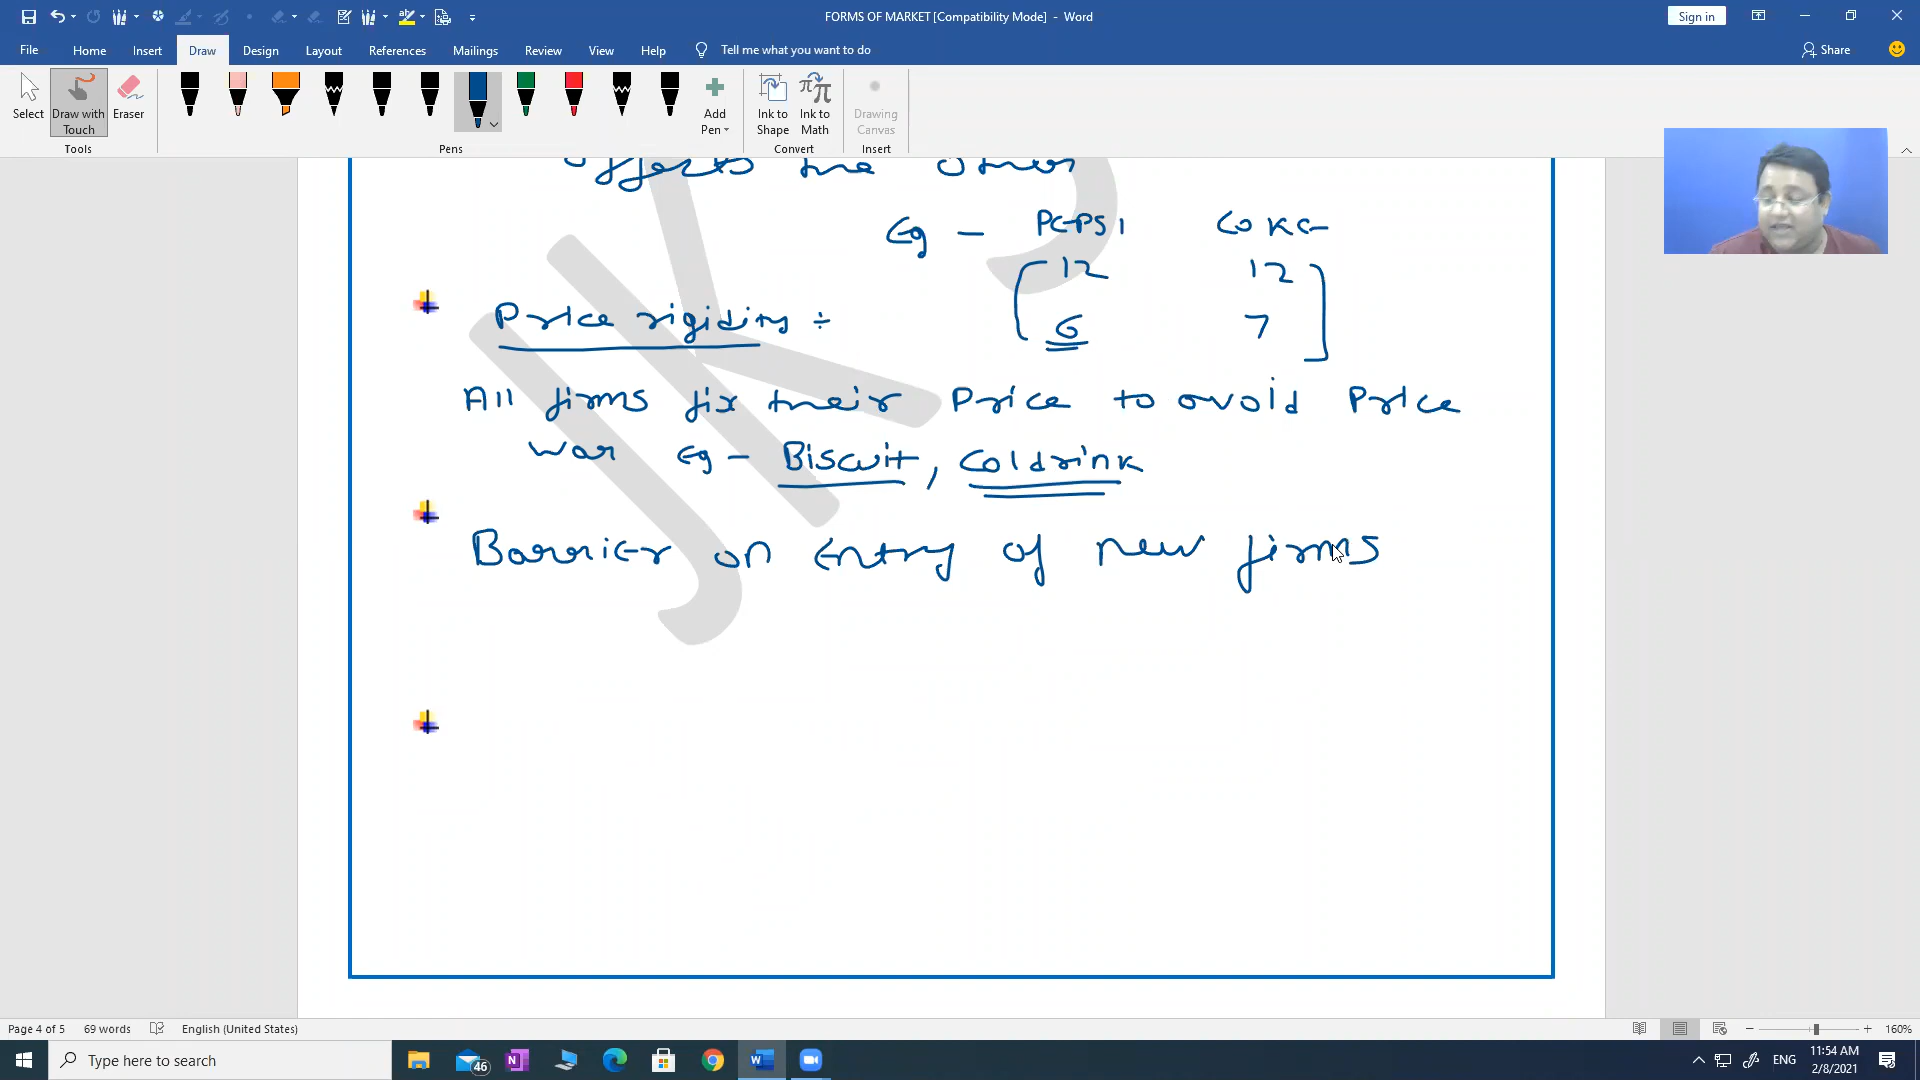 FORMS OF MARKET [Compatibility Mode] - Word
Sign in
File Home Insert Draw Design Layout References Mailings Review View Help Tell me what you want to do
Share
Select Draw with Touch Eraser
Add Pen
Ink to Shape Ink to Math
Drawing Canvas
Tools Pens Convert Insert
affects the other
Eg - PEPSI COKE
12 12
Price rigidity ÷ 6 7
All firms fix their Price to avoid Price
war Eg - Biscuit, Coldrink
Barrier on Entry of new firms
JK
Page 4 of 5 69 words English (United States) 160%
Type here to search
46
ENG
11:54 AM
2/8/2021